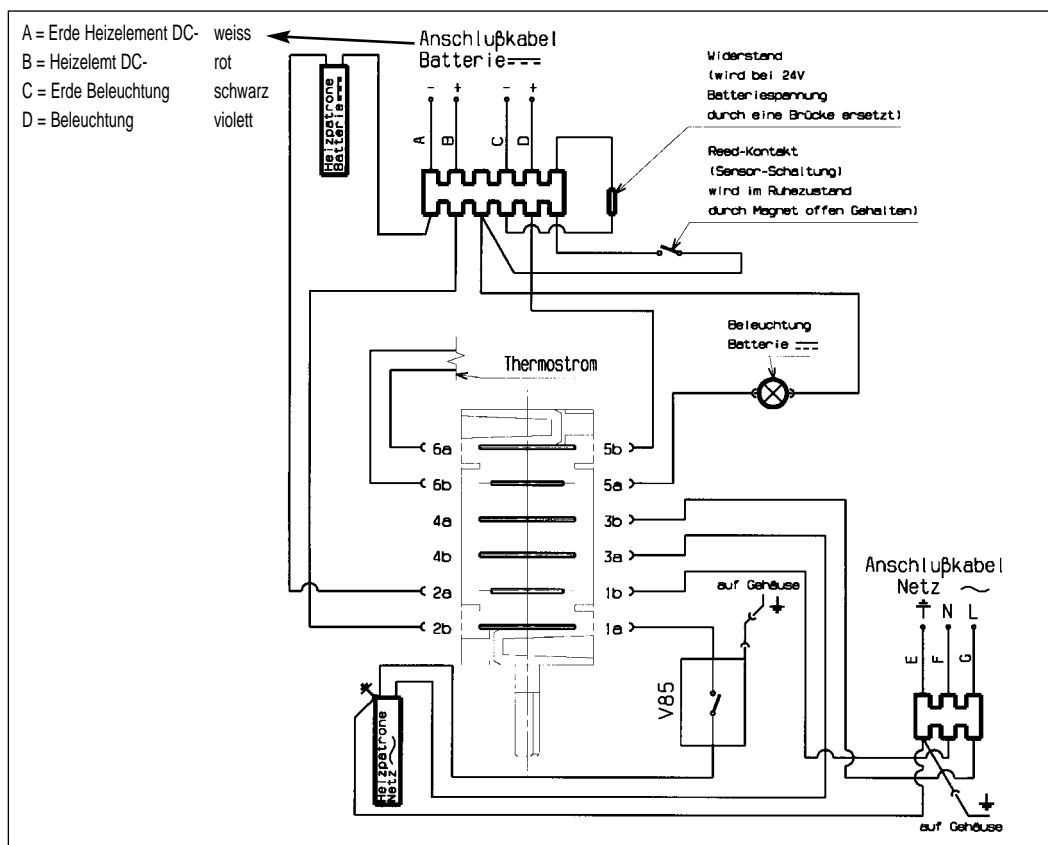 A = Erde Heizelement DC- weiss
B = Heizelemt DC- rot
C = Erde Beleuchtung schwarz
D = Beleuchtung violett
Anschlußkabel
Batterie
- + - +
A B C D
Heizpatrone
Batterie
Widerstand
(wird bei 24V
Batteriespannung
durch eine Brücke ersetzt)
Reed-Kontakt
(Sensor-Schaltung)
wird im Ruhezustand
durch Magnet offen Gehalten)
Beleuchtung
Batterie
Thermostrom
6a 5b
6b 5a
4a 3b
4b 3a
2a 1b
2b 1a
auf Gehäuse
Anschlußkabel
Netz ~
N L
E F G
V85
Heizpatrone
Netz ~
auf Gehäuse